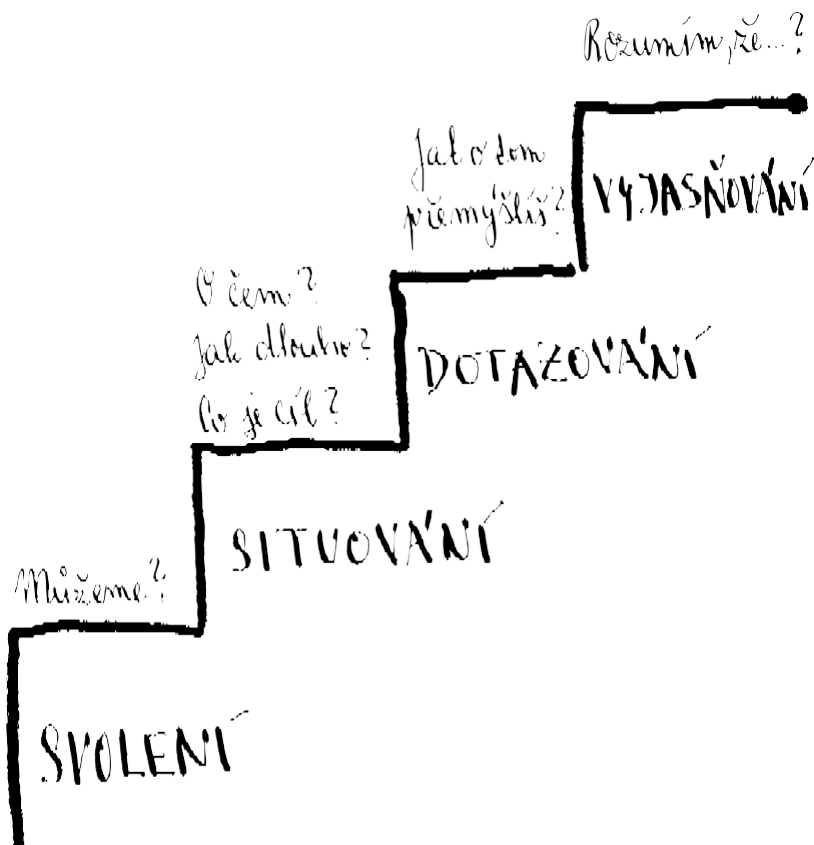 Rozumím, že...?
Jak o tom
přemýšlíš?
VYJASŇOVÁNÍ
O čem?
Jak dlouho?
Co je cíl?
DOTAZOVÁNÍ
Můžeme?
SITUOVÁNÍ
SVOLENÍ